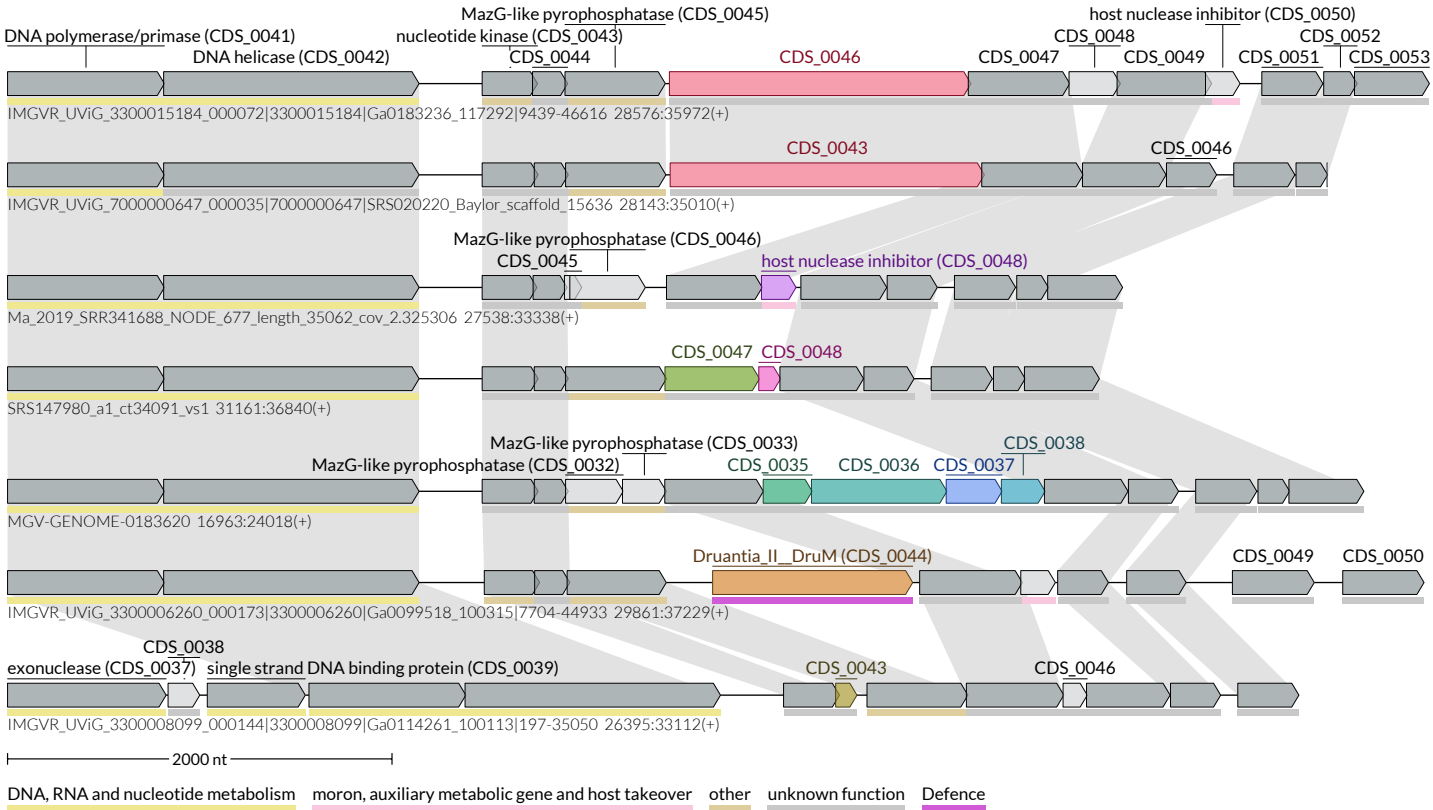 MazG-like pyrophosphatase (CDS_0045) host nuclease inhibitor (CDS_0050)
DNA polymerase/primase (CDS_0041) nucleotide kinase (CDS_0043) CDS_0048 CDS_0052
DNA helicase (CDS_0042) CDS_0044 CDS_0046 CDS_0047 CDS_0049 CDS_0051 CDS_0053
IMGVR_UViG_3300015184_000072|3300015184|Ga0183236_117292|9439-46616 28576:35972(+)
CDS_0043 CDS_0046
IMGVR_UViG_7000000647_000035|7000000647|SRS020220_Baylor_scaffold_15636 28143:35010(+)
MazG-like pyrophosphatase (CDS_0046)
CDS_0045 host nuclease inhibitor (CDS_0048)
Ma_2019_SRR341688_NODE_677_length_35062_cov_2.325306 27538:33338(+)
CDS_0047 CDS_0048
SRS147980_a1_ct34091_vs1 31161:36840(+)
MazG-like pyrophosphatase (CDS_0033) CDS_0038
MazG-like pyrophosphatase (CDS_0032) CDS_0035 CDS_0036 CDS_0037
MGV-GENOME-0183620 16963:24018(+)
Druantia_II__DruM (CDS_0044) CDS_0049 CDS_0050
IMGVR_UViG_3300006260_000173|3300006260|Ga0099518_100315|7704-44933 29861:37229(+)
CDS_0038
exonuclease (CDS_0037) single strand DNA binding protein (CDS_0039) CDS_0043 CDS_0046
IMGVR_UViG_3300008099_000144|3300008099|Ga0114261_100113|197-35050 26395:33112(+)
2000 nt
DNA, RNA and nucleotide metabolism moron, auxiliary metabolic gene and host takeover other unknown function Defence